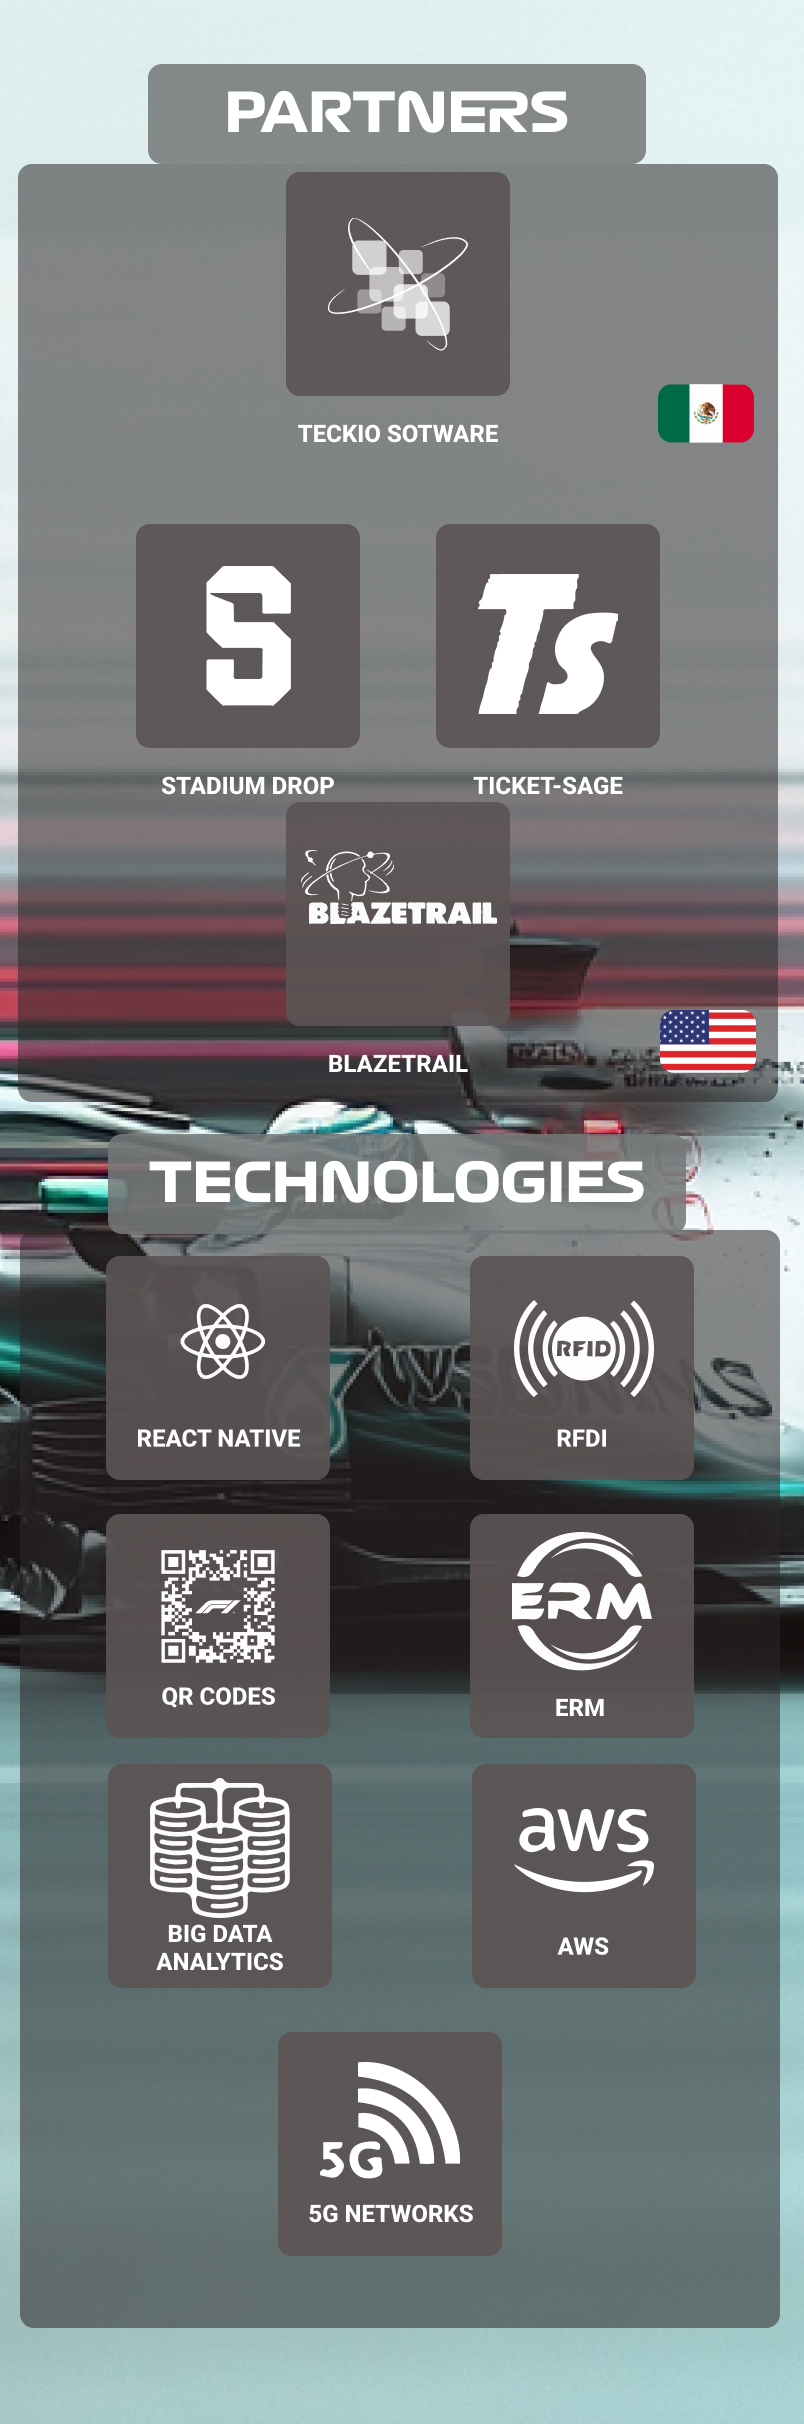 PARTNERS
TECKIO SOTWARE
S
Ts
STADIUM DROP
TICKET-SAGE
BLAZETRAIL
BLAZETRAIL
TECHNOLOGIES
RFID
REACT NATIVE
RFDI
ERM
QR CODES
ERM
aws
BIG DATA
ANALYTICS
AWS
5G
5G NETWORKS